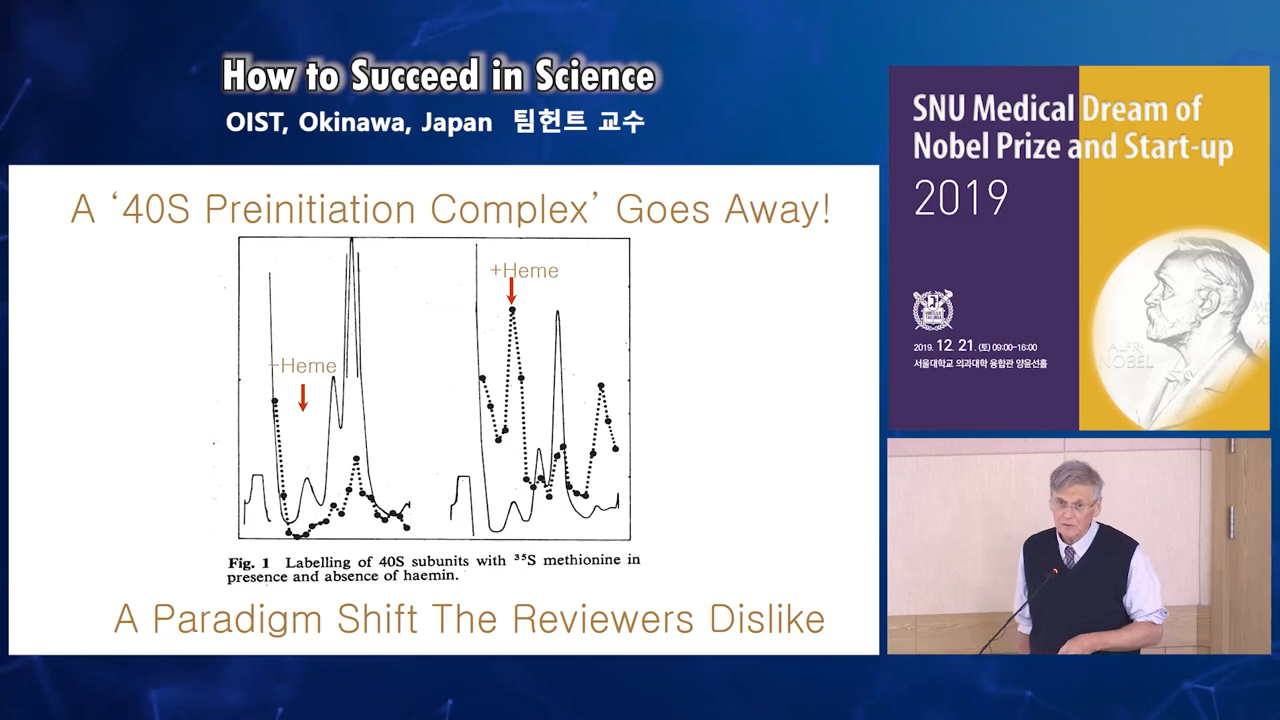 How to Succeed in Science
OIST, Okinawa, Japan 팀헌트 교수
SNU Medical Dream of
Nobel Prize and Start-up
2019
2019. 12. 21. (토) 09:00-16:00
서울대학교 의과대학 융합관 양윤선홀
A ‘40S Preinitiation Complex’ Goes Away!
-Heme
+Heme
Fig. 1 Labelling of 40S subunits with ³⁵S methionine in
presence and absence of haemin.
A Paradigm Shift The Reviewers Dislike
ALFR
NOBEL